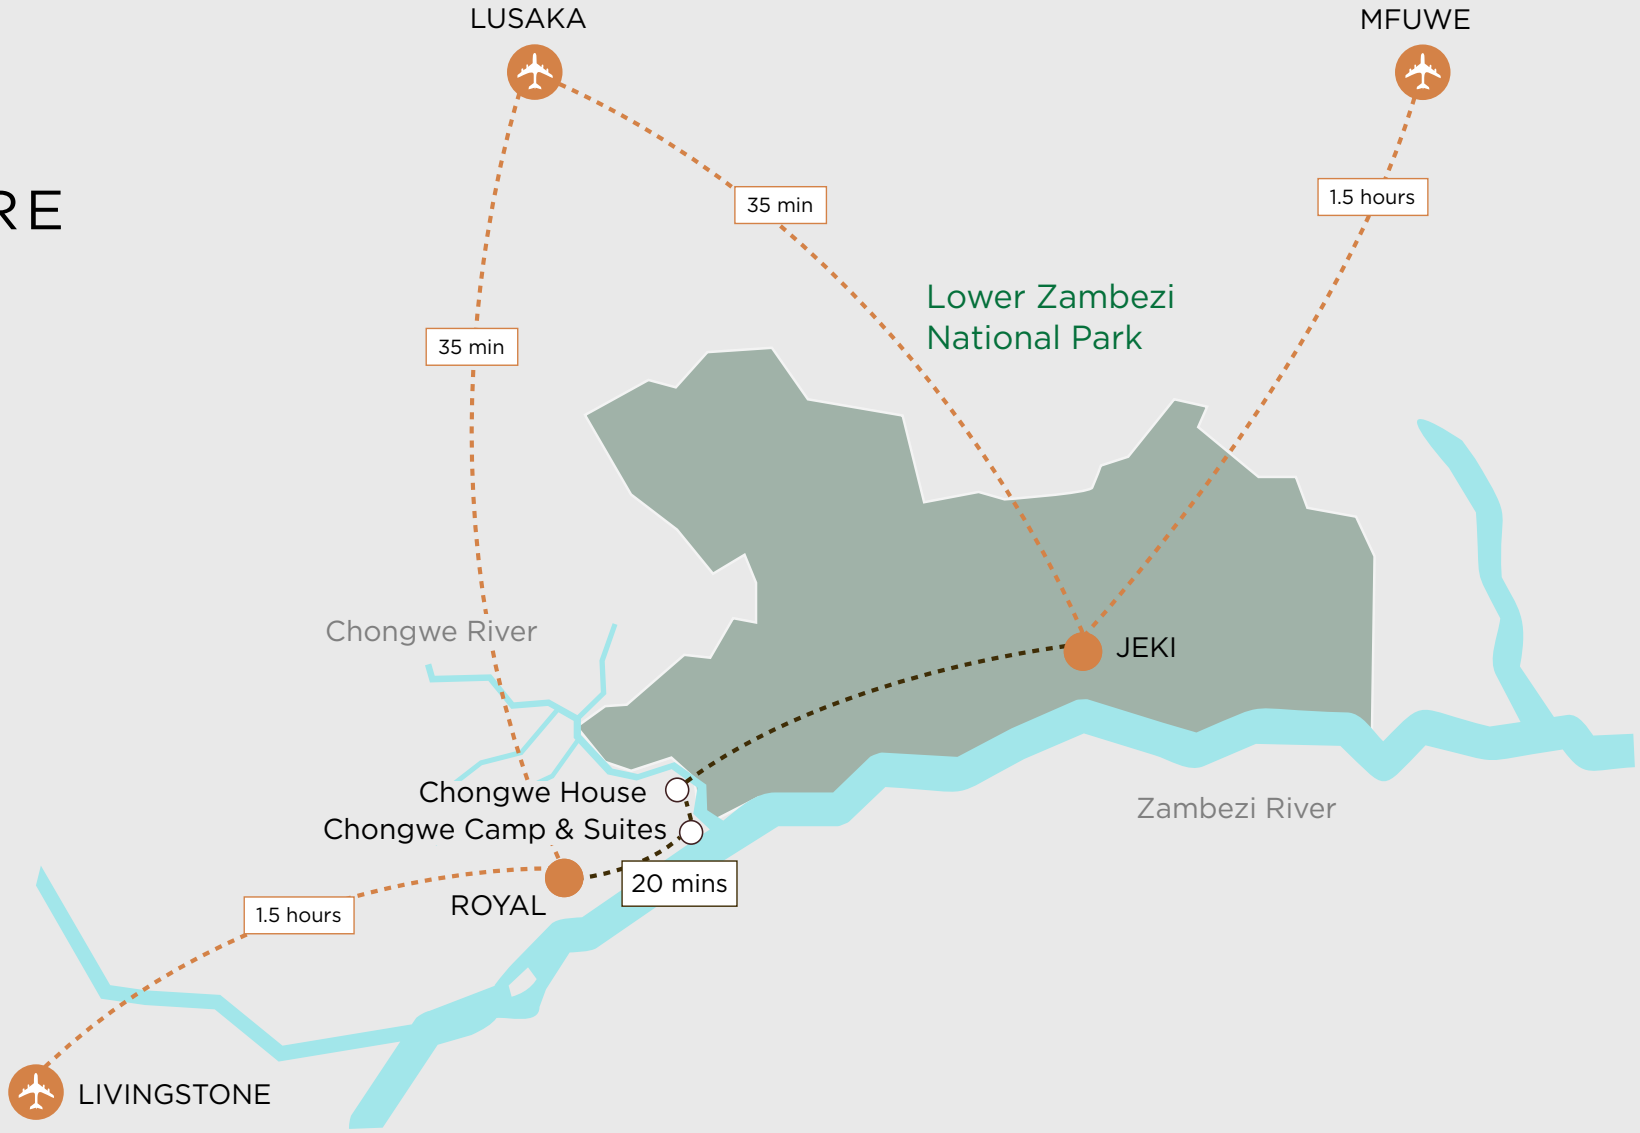 LUSAKA
MFUWE
RE
35 min
1.5 hours
Lower Zambezi
National Park
35 min
Chongwe River
JEKI
Chongwe House
Chongwe Camp & Suites
Zambezi River
20 mins
ROYAL
1.5 hours
LIVINGSTONE